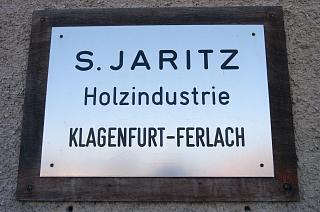 S. JARITZ
Holzindustrie
KLAGENFURT-FERLACH